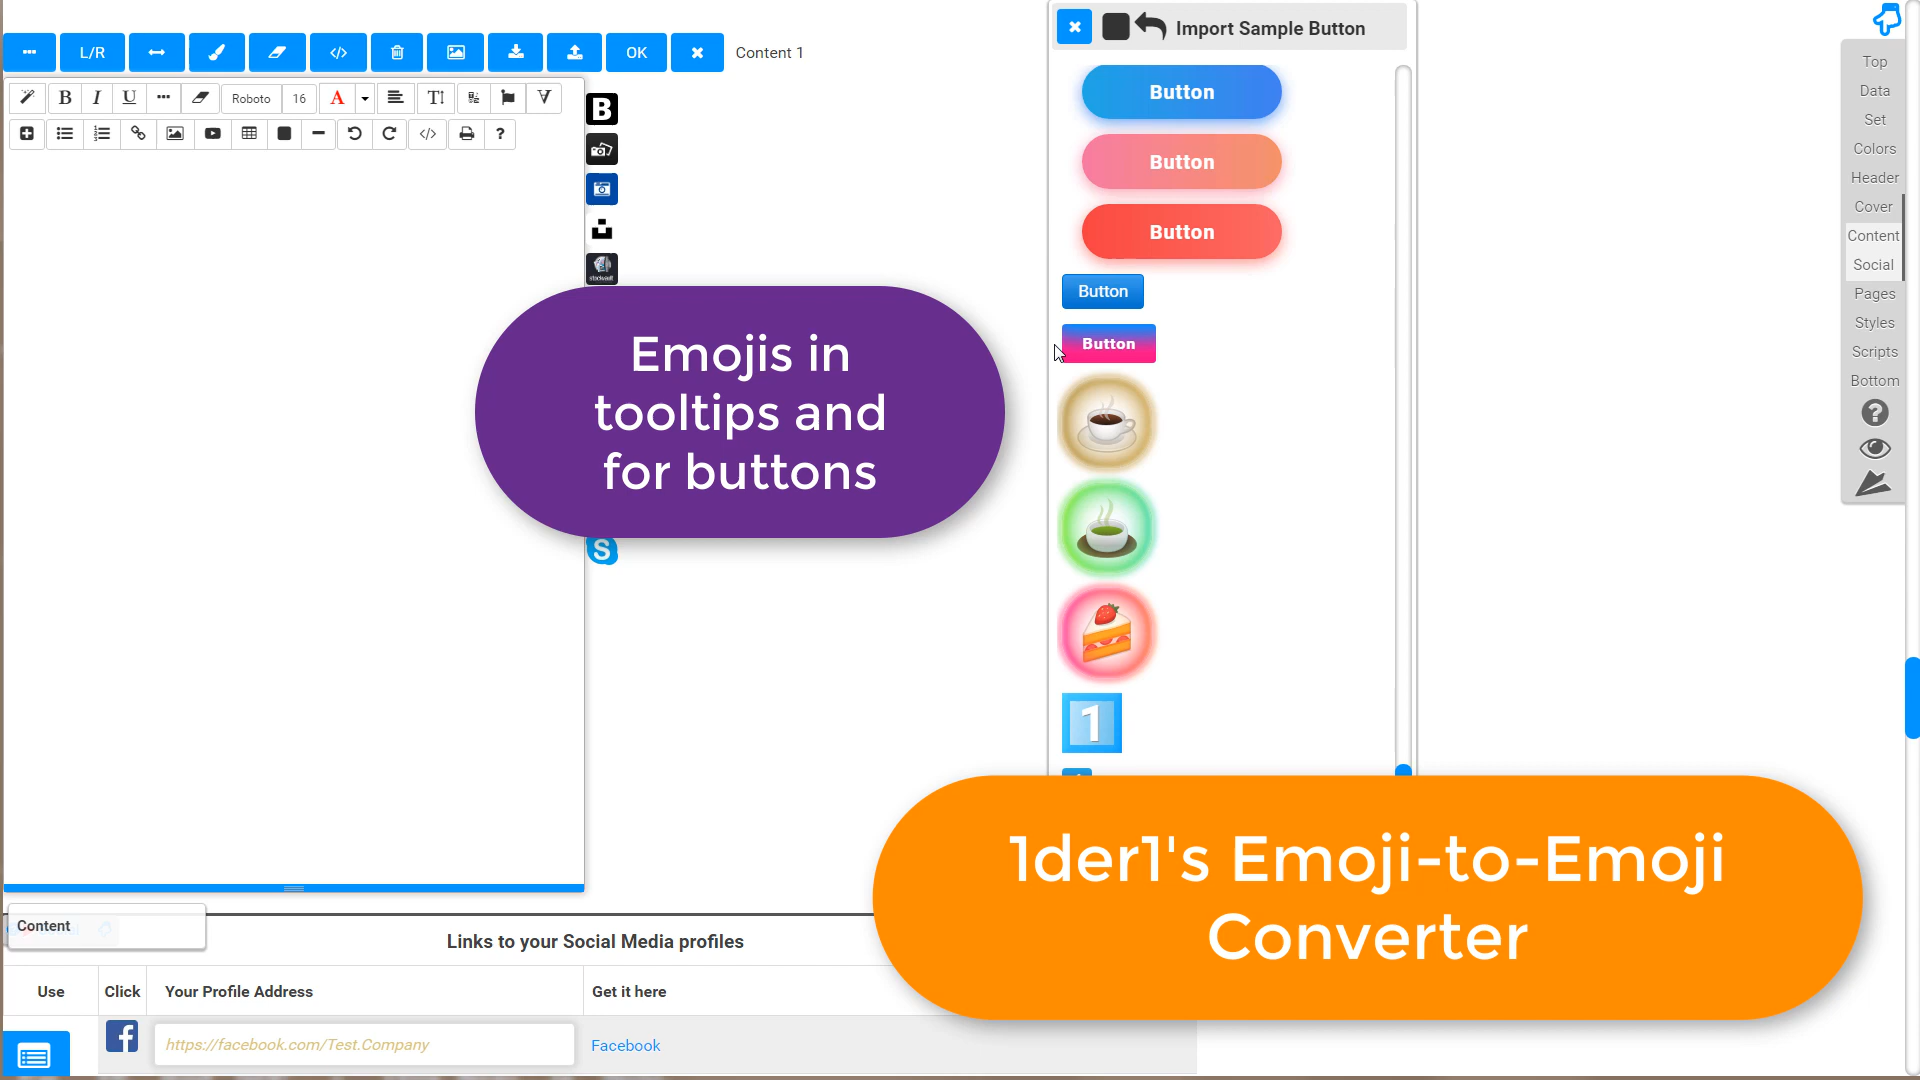 L/R
OK
Content 1
B I U
Roboto
16
A
B
stockvault
S
Import Sample Button
Button
Button
Button
Button
Button
1
Top
Data
Set
Colors
Header
Cover
Content
Social
Pages
Styles
Scripts
Bottom
Emojis in
tooltips and
for buttons
1der1's Emoji-to-Emoji
Converter
Content
Links to your Social Media profiles
Use
Click
Your Profile Address
Get it here
https://facebook.com/Test.Company
Facebook